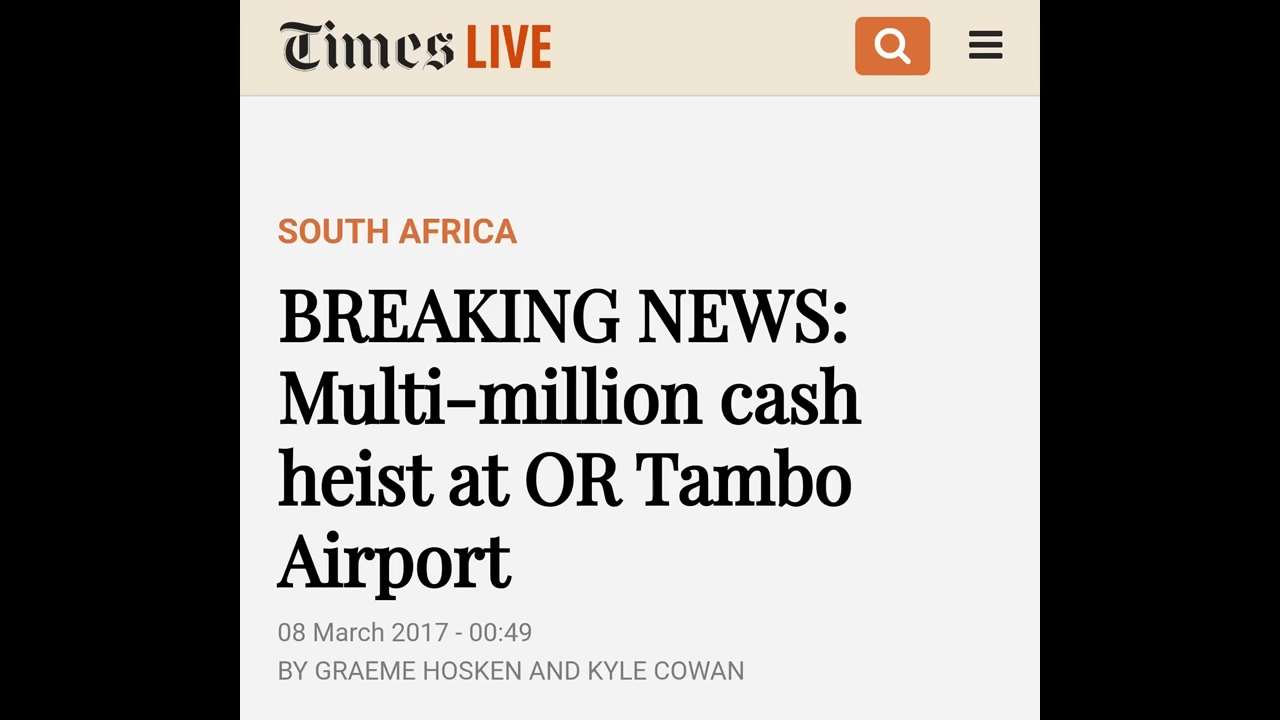 Times LIVE
SOUTH AFRICA
BREAKING NEWS:
Multi-million cash
heist at OR Tambo
Airport
08 March 2017 - 00:49
BY GRAEME HOSKEN AND KYLE COWAN